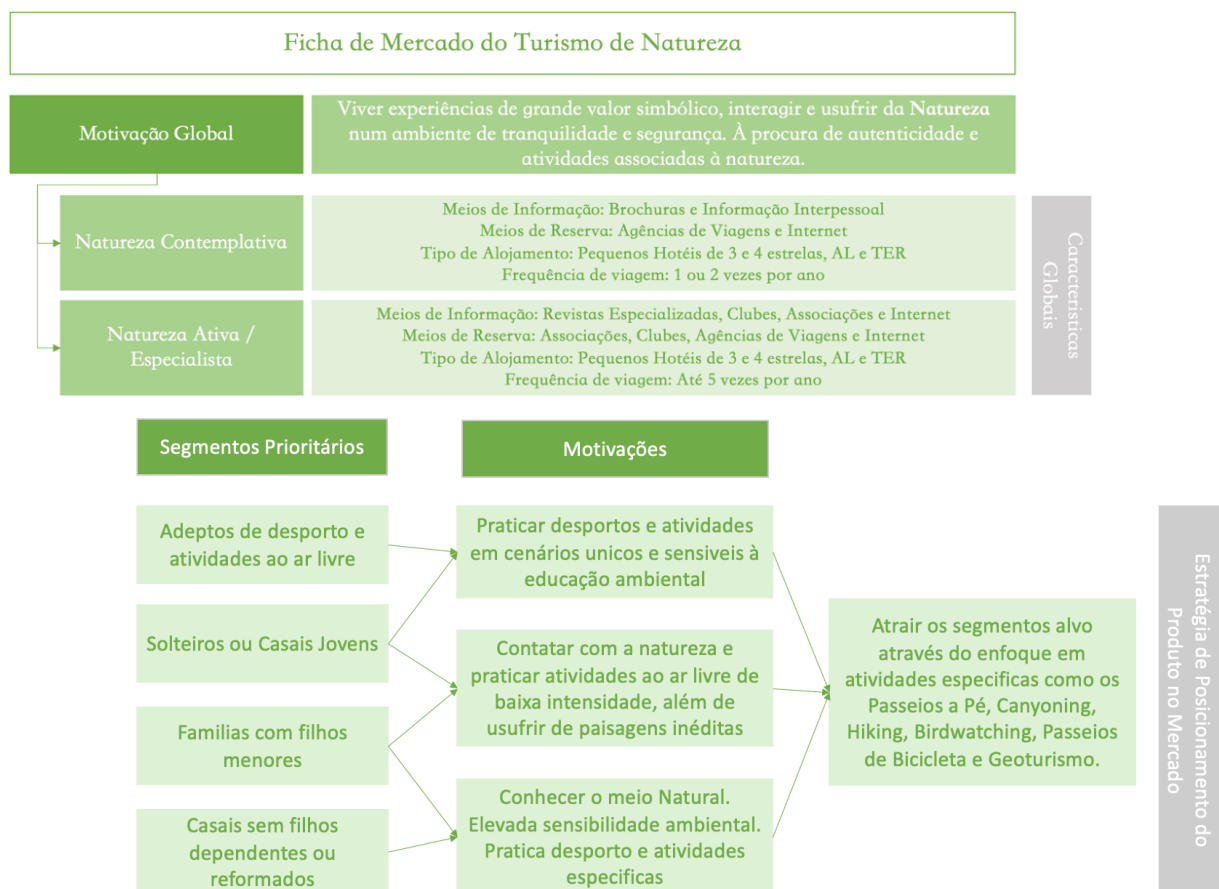 Ficha de Mercado do Turismo de Natureza
Motivação Global
Viver experiências de grande valor simbólico, interagir e usufrir da Natureza
num ambiente de tranquilidade e segurança. À procura de autenticidade e
atividades associadas à natureza.
Natureza Contemplativa
Meios de Informação: Brochuras e Informação Interpessoal
Meios de Reserva: Agências de Viagens e Internet
Tipo de Alojamento: Pequenos Hotéis de 3 e 4 estrelas, AL e TER
Frequência de viagem: 1 ou 2 vezes por ano
Natureza Ativa /
Especialista
Meios de Informação: Revistas Especializadas, Clubes, Associações e Internet
Meios de Reserva: Associações, Clubes, Agências de Viagens e Internet
Tipo de Alojamento: Pequenos Hotéis de 3 e 4 estrelas, AL e TER
Frequência de viagem: Até 5 vezes por ano
Caracteristicas
Globais
Segmentos Prioritários
Motivações
Adeptos de desporto e
atividades ao ar livre
Solteiros ou Casais Jovens
Familias com filhos
menores
Casais sem filhos
dependentes ou
reformados
Praticar desportos e atividades
em cenários unicos e sensiveis à
educação ambiental
Contatar com a natureza e
praticar atividades ao ar livre de
baixa intensidade, além de
usufrir de paisagens inéditas
Conhecer o meio Natural.
Elevada sensibilidade ambiental.
Pratica desporto e atividades
especificas
Atrair os segmentos alvo
através do enfoque em
atividades especificas como os
Passeios a Pé, Canyoning,
Hiking, Birdwatching, Passeios
de Bicicleta e Geoturismo.
Estratégia de Posicionamento do
Produto no Mercado